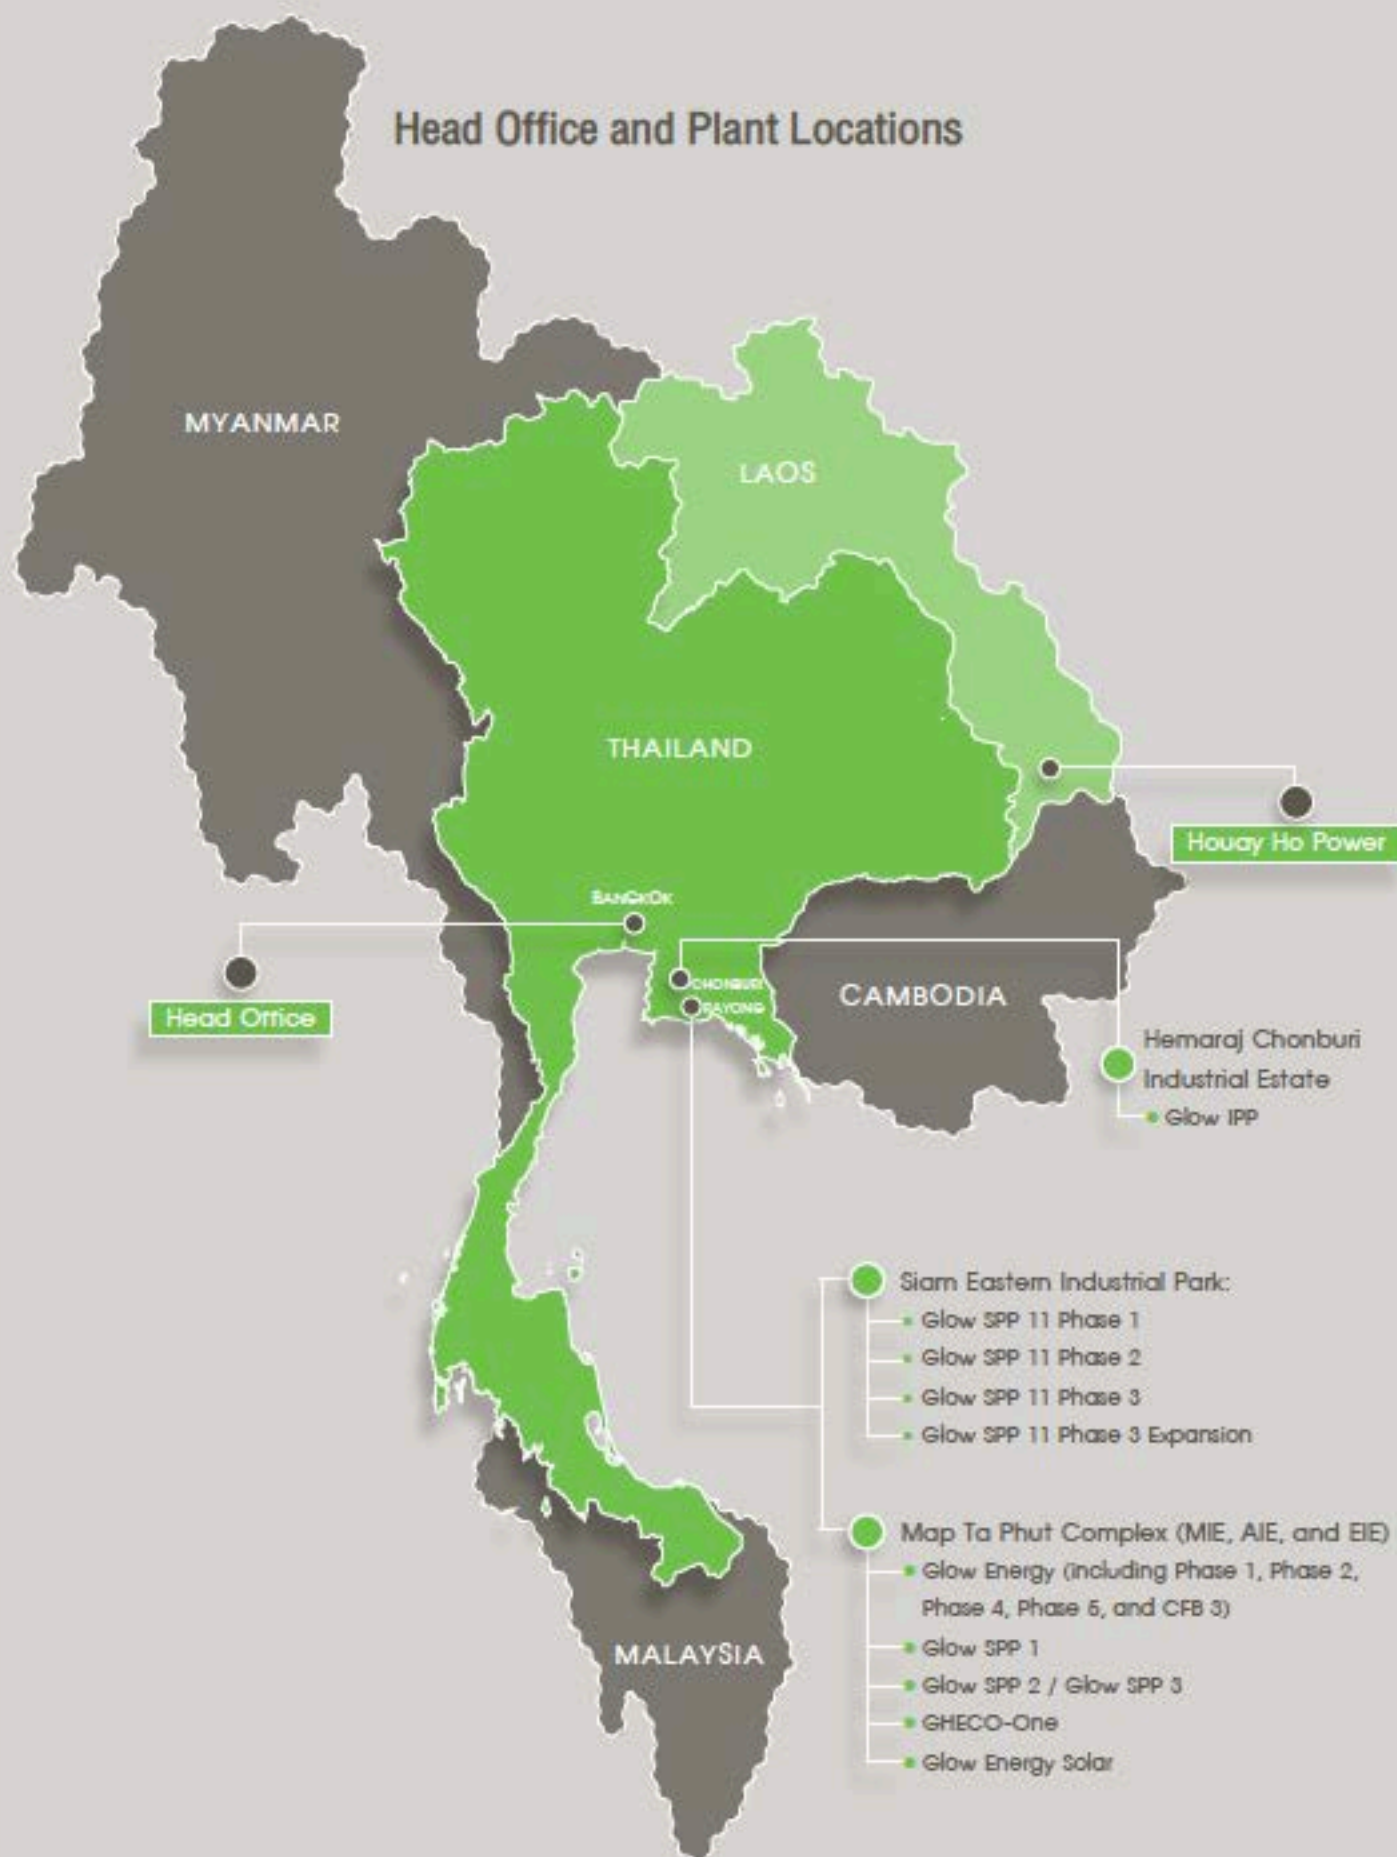 Head Office and Plant Locations
MYANMAR
LAOS
THAILAND
Houay Ho Power
BANGKOK
Head Office
CHONBURI
RAYONG
CAMBODIA
Hemaraj Chonburi
Industrial Estate
Glow IPP
Siam Eastern Industrial Park:
Glow SPP 11 Phase 1
Glow SPP 11 Phase 2
Glow SPP 11 Phase 3
Glow SPP 11 Phase 3 Expansion
Map Ta Phut Complex (MIE, AIE, and EIE)
Glow Energy (including Phase 1, Phase 2,
Phase 4, Phase 5, and CFB 3)
Glow SPP 1
Glow SPP 2 / Glow SPP 3
GHECO-One
Glow Energy Solar
MALAYSIA